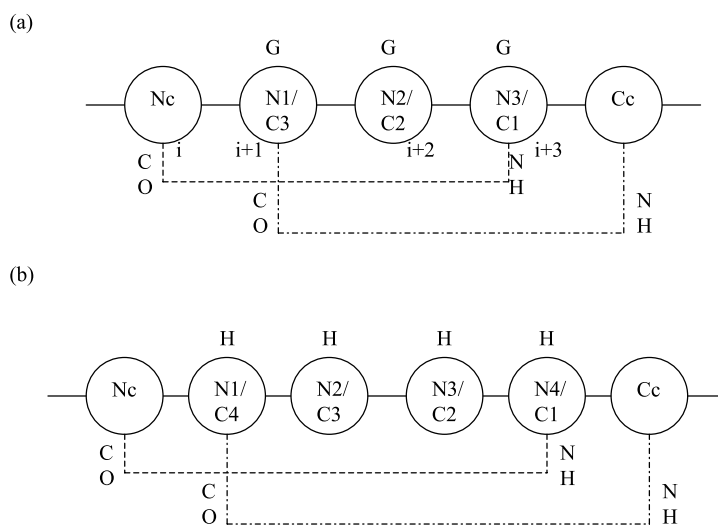 (a)
G G G
Nc N1/ N2/ N3/ Cc
C3 C2 C1
i i+1 i+2 i+3
C N
O H
C N
O H
(b)
H H H H
Nc N1/ N2/ N3/ N4/ Cc
C4 C3 C2 C1
C N
O H
C N
O H